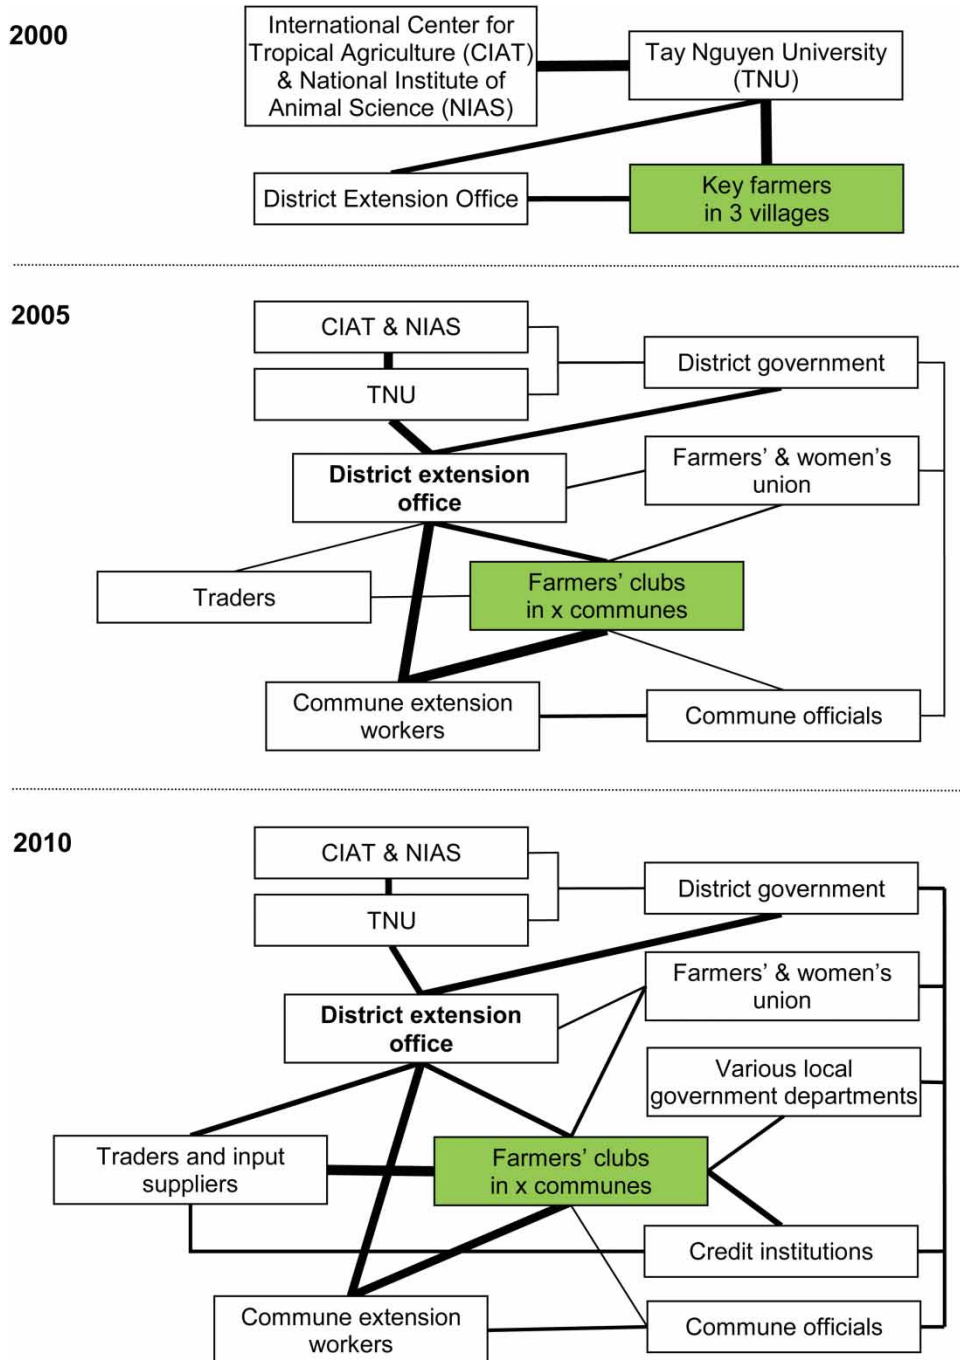 2000
International Center for
Tropical Agriculture (CIAT)
& National Institute of
Animal Science (NIAS)
Tay Nguyen University
(TNU)
District Extension Office
Key farmers
in 3 villages
2005
CIAT & NIAS
TNU
District government
District extension
office
Farmers' & women's
union
Traders
Farmers' clubs
in x communes
Commune extension
workers
Commune officials
2010
CIAT & NIAS
TNU
District government
District extension
office
Farmers' & women's
union
Various local
government departments
Traders and input
suppliers
Farmers' clubs
in x communes
Credit institutions
Commune extension
workers
Commune officials